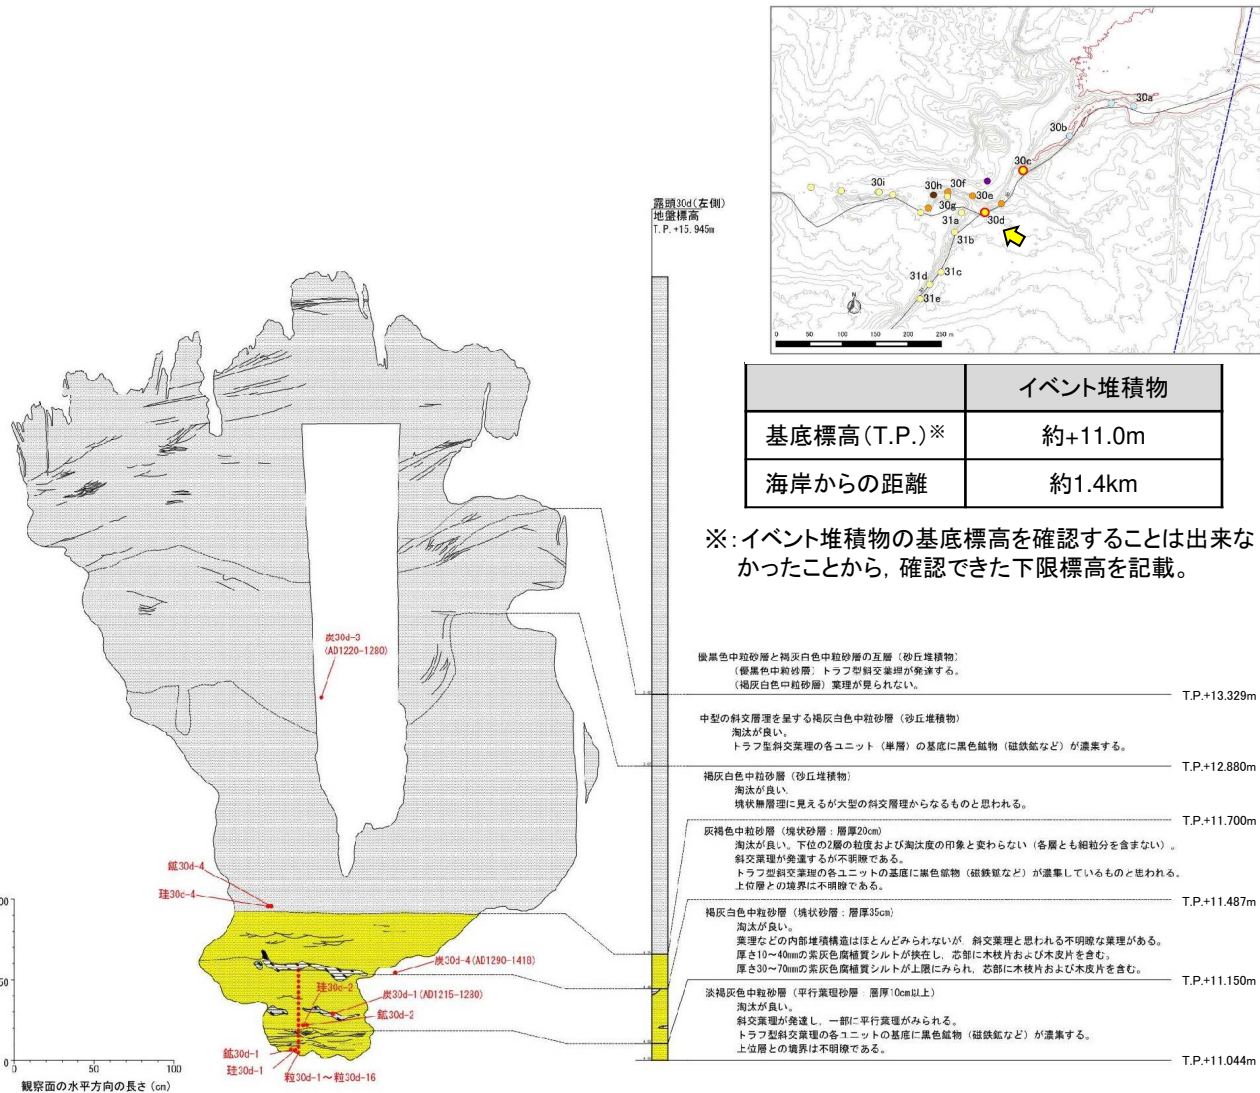 30a
30b
30c
30i
30h
30f
30e
30g
30d
31a
31b
31c
31d
31e
N
0 50 100 150 200 250 m
露頭30d(左側)
地盤標高
T.P.+15.945m
イベント堆積物
基底標高(T.P.)※ 約+11.0m
海岸からの距離 約1.4km
※:イベント堆積物の基底標高を確認することは出来な
かったことから, 確認できた下限標高を記載。
炭30d-3
(AD1220-1280)
優黒色中粒砂層と褐灰白色中粒砂層の互層(砂丘堆積物)
(優黒色中粒砂層)トラフ型斜交葉理が発達する。
(褐灰白色中粒砂層)葉理が見られない。
T.P.+13.329m
中型の斜交層理を呈する褐灰白色中粒砂層(砂丘堆積物)
淘汰が良い。
トラフ型斜交葉理の各ユニット(単層)の基底に黒色鉱物(磁鉄鉱など)が濃集する。
T.P.+12.880m
褐灰白色中粒砂層(砂丘堆積物)
淘汰が良い。
塊状無層理に見えるが大型の斜交層理からなるものと思われる。
T.P.+11.700m
灰褐色中粒砂層(塊状砂層:層厚20cm)
淘汰が良い。下位の2層の粒度および淘汰度の印象と変わらない(各層とも細粒分を含まない)。
斜交葉理が発達するが不明瞭である。
トラフ型斜交葉理の各ユニットの基底に黒色鉱物(磁鉄鉱など)が濃集しているものと思われる。
上位層との境界は不明瞭である。
T.P.+11.487m
褐灰白色中粒砂層(塊状砂層:層厚35cm)
淘汰が良い。
葉理などの内部堆積構造はほとんどみられないが、斜交葉理と思われる不明瞭な葉理がある。
厚さ10~40mmの紫灰色腐植質シルトが挟在し、芯部に木枝片および木皮片を含む。
厚さ30~70mmの紫灰色腐植質シルトが上限にみられ、芯部に木枝片および木皮片を含む。
T.P.+11.150m
淡褐灰色中粒砂層(平行葉理砂層:層厚10cm以上)
淘汰が良い。
斜交葉理が発達し、一部に平行葉理がみられる。
トラフ型斜交葉理の各ユニットの基底に黒色鉱物(磁鉄鉱など)が濃集する。
上位層との境界は不明瞭である。
T.P.+11.044m
鉱30d-4
珪30d-4
炭30d-4(AD1290-1418)
珪30d-2
炭30d-1(AD1215-1280)
鉱30d-2
鉱30d-1
珪30d-1
粒30d-1~粒30d-16
0 50 100
観察面の水平方向の長さ(cm)